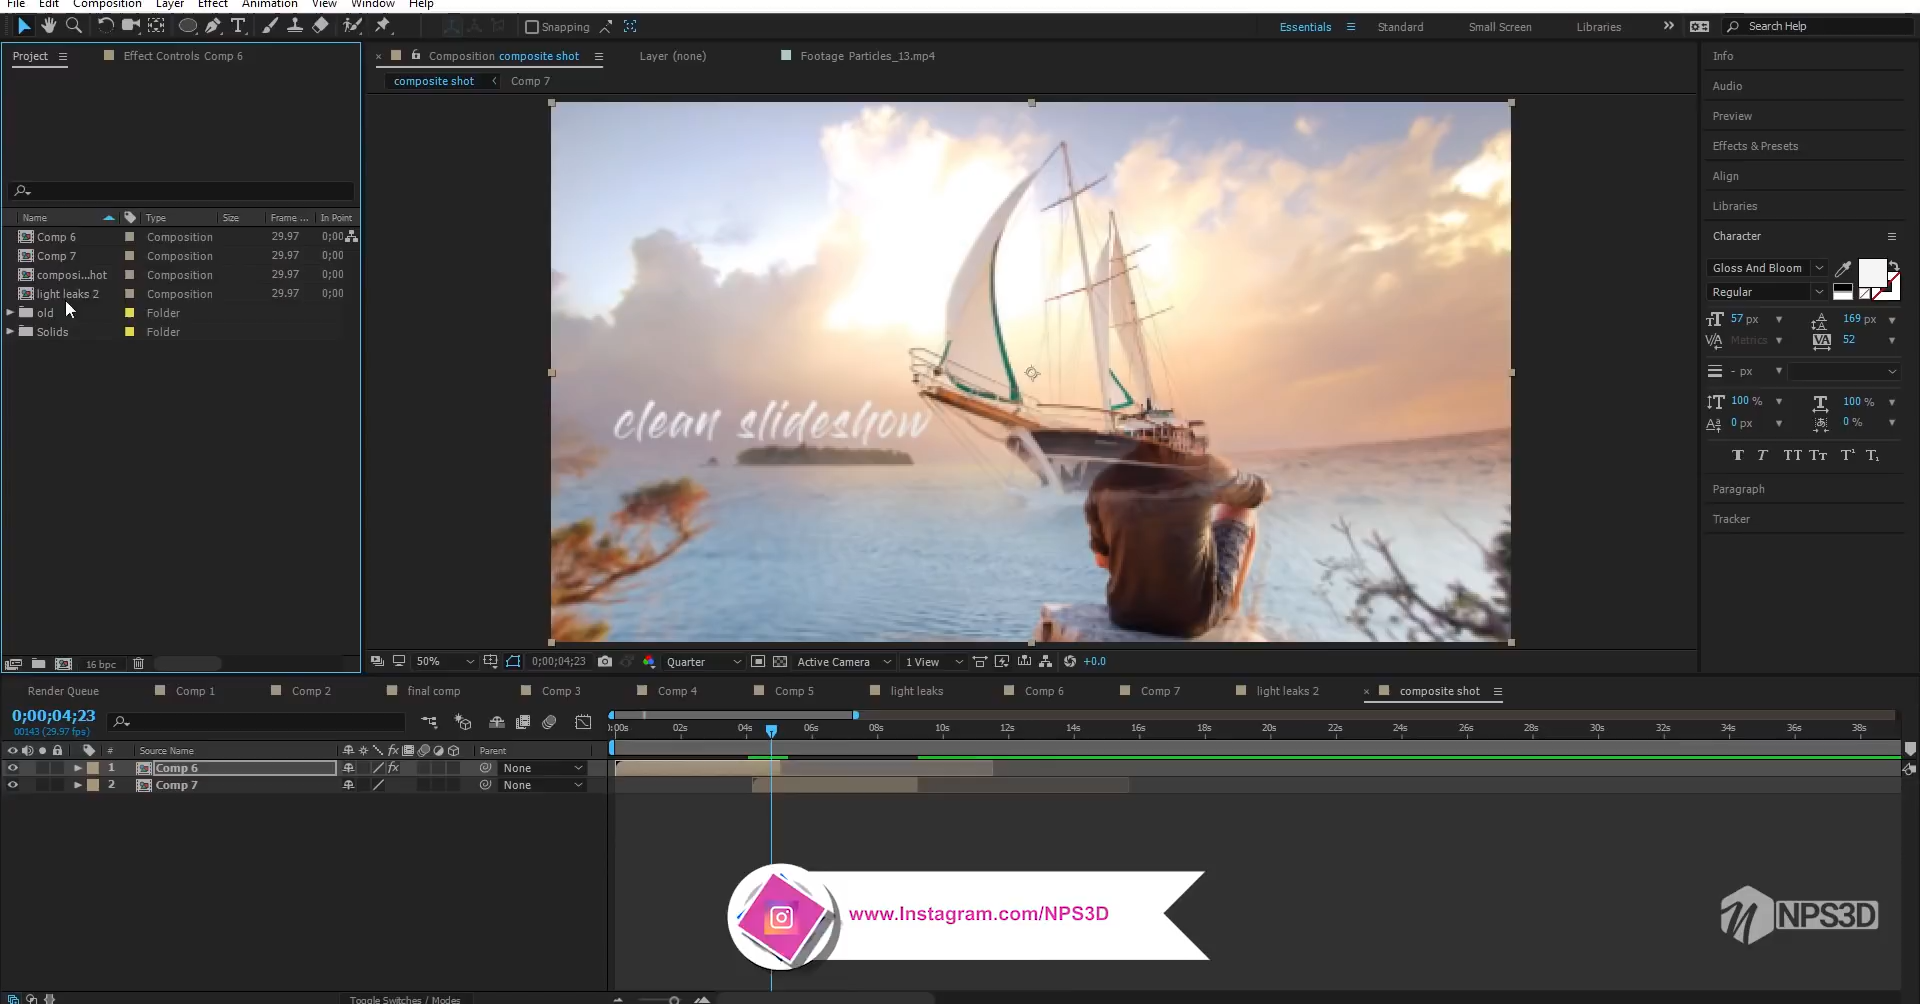 File Edit Composition Layer Effect Animation View Window Help
Snapping Essentials Standard Small Screen Libraries Search Help
Project Effect Controls Comp 6
Composition composite shot Layer (none) Footage Particles_13.mp4
composite shot Comp 7
Name Type Size Frame ... In Point
Comp 6 Composition 29.97 0;00
Comp 7 Composition 29.97 0;00
composi...hot Composition 29.97 0;00
light leaks 2 Composition 29.97 0;00
old Folder
Solids Folder
16 bpc
clean slideshow
50% 0;00;04;23 Quarter Active Camera 1 View +0.0
Info
Audio
Preview
Effects & Presets
Align
Libraries
Character
Gloss And Bloom
Regular
57 px 169 px
Metrics 52
- px
100 % 100 %
0 px 0 %
T T TT Tt T¹ T₁
Paragraph
Tracker
Render Queue Comp 1 Comp 2 final comp Comp 3 Comp 4 Comp 5 light leaks Comp 6 Comp 7 light leaks 2 composite shot
0;00;04;23
00143 (29.97 fps)
0:00s 02s 04s 06s 08s 10s 12s 14s 16s 18s 20s 22s 24s 26s 28s 30s 32s 34s 36s 38s
# Source Name fx Parent
1 Comp 6 fx None
2 Comp 7 None
www.Instagram.com/NPS3D
NPS3D
Toggle Switches / Modes